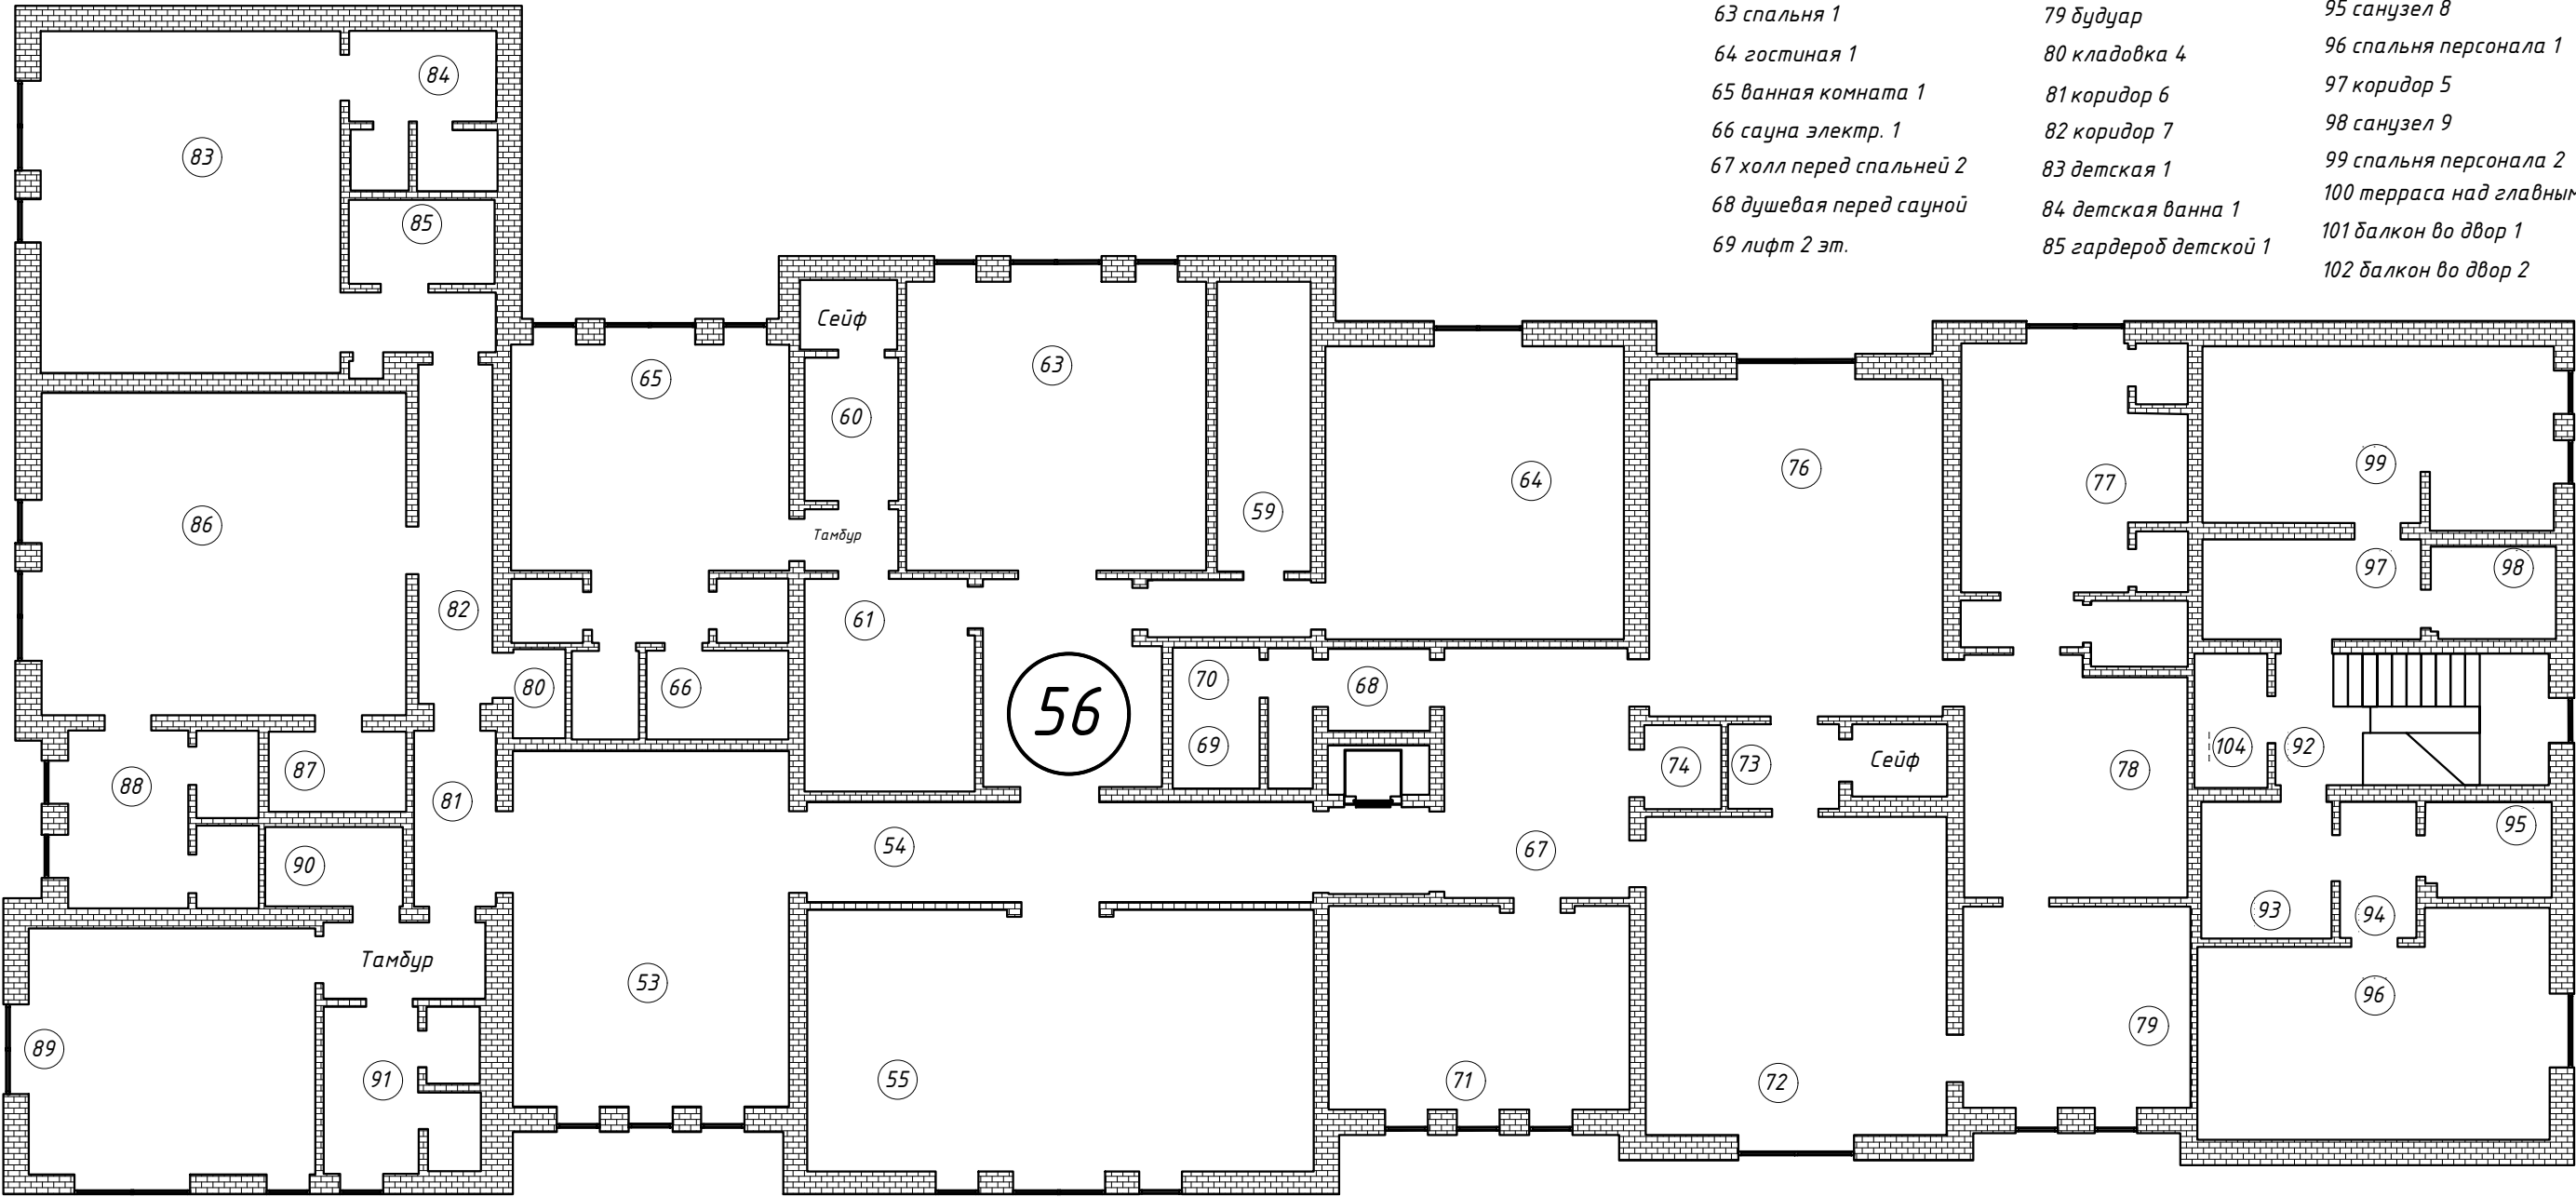 63 спальня 1
64 гостиная 1
65 ванная комната 1
66 сауна электр. 1
67 холл перед спальней 2
68 душевая перед сауной
69 лифт 2 эт.
79 будуар
80 кладовка 4
81 коридор 6
82 коридор 7
83 детская 1
84 детская ванна 1
85 гардероб детской 1
95 санузел 8
96 спальня персонала 1
97 коридор 5
98 санузел 9
99 спальня персонала 2
100 терраса над главным
101 балкон во двор 1
102 балкон во двор 2
84
83
85
Сейф
65
63
60
64
76
99
77
59
86
Тамбур
97
98
82
61
80
66
70
68
56
69
74
73
Сейф
78
104
92
87
88
81
54
67
95
90
93
94
Тамбур
53
96
89
79
91
55
71
72